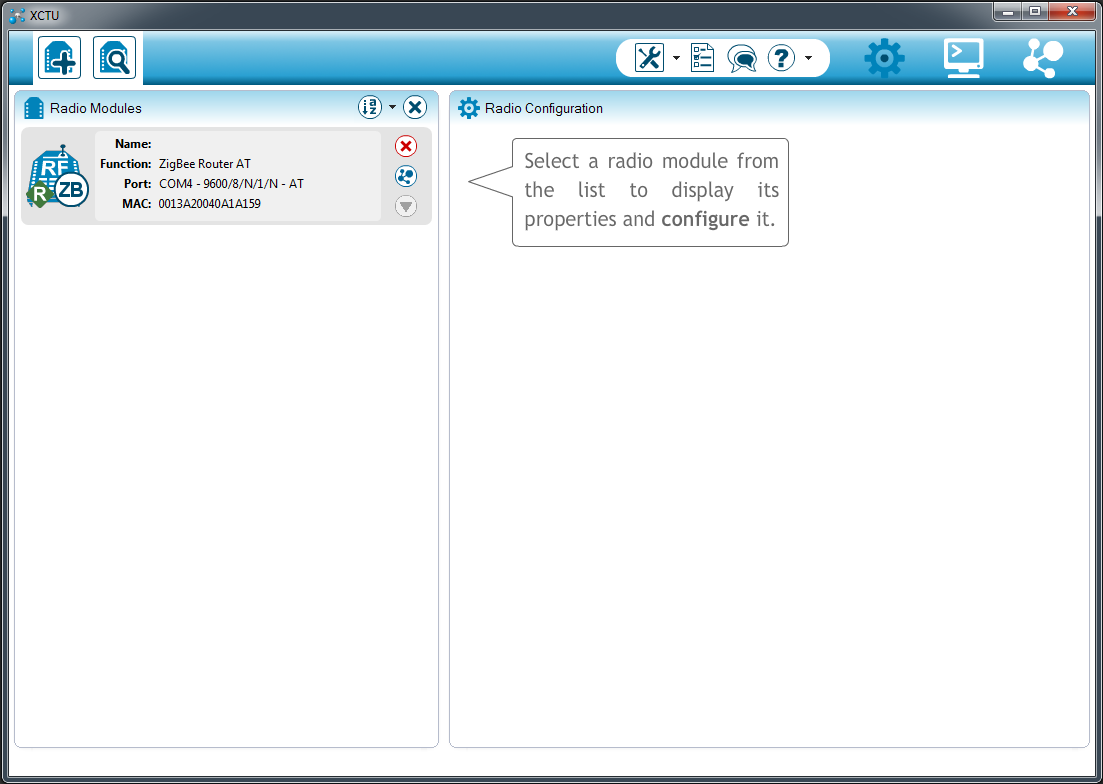 XCTU
Radio Modules
Radio Configuration
RF
R
ZB
Name:
Function: ZigBee Router AT
Port: COM4 - 9600/8/N/1/N - AT
MAC: 0013A20040A1A159
Select a radio module from
the list to display its
properties and configure it.